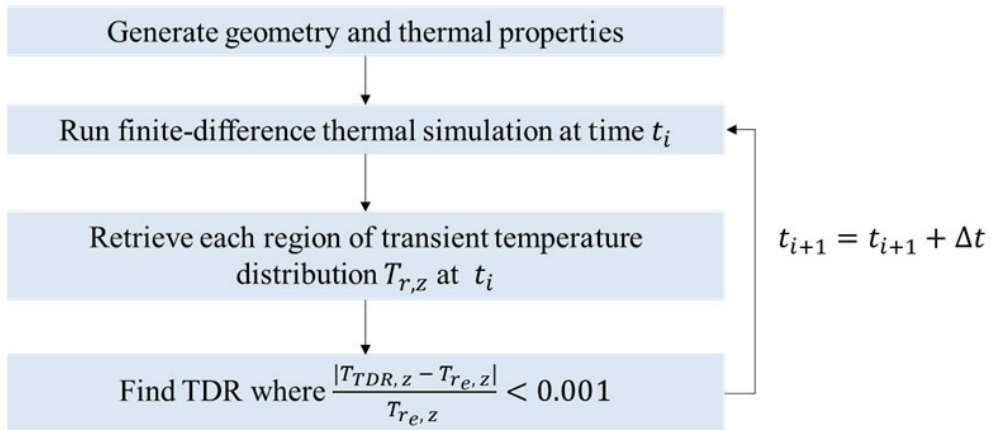 Generate geometry and thermal properties
Run finite-difference thermal simulation at time $t_i$
Retrieve each region of transient temperature
distribution $T_{r,z}$ at $t_i$
$t_{i+1} = t_{i+1} + \Delta t$
Find TDR where $\frac{|T_{TDR,z} - T_{r_e,z}|}{T_{r_e,z}} < 0.001$